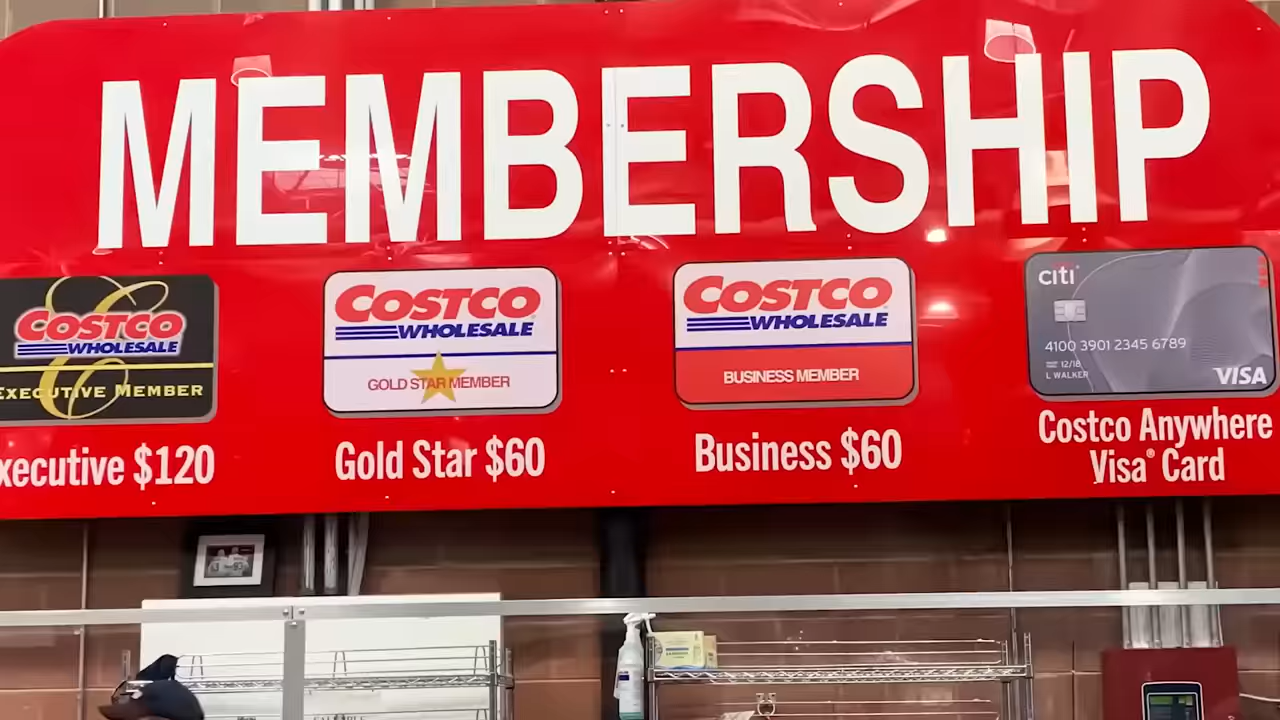 MEMBERSHIP
COSTCO
WHOLESALE
EXECUTIVE MEMBER
xecutive $120
COSTCO
WHOLESALE
GOLD STAR MEMBER
Gold Star $60
COSTCO
WHOLESALE
BUSINESS MEMBER
Business $60
citi
4100 3901 2345 6789
12/18
L WALKER
VISA
Costco Anywhere
Visa® Card